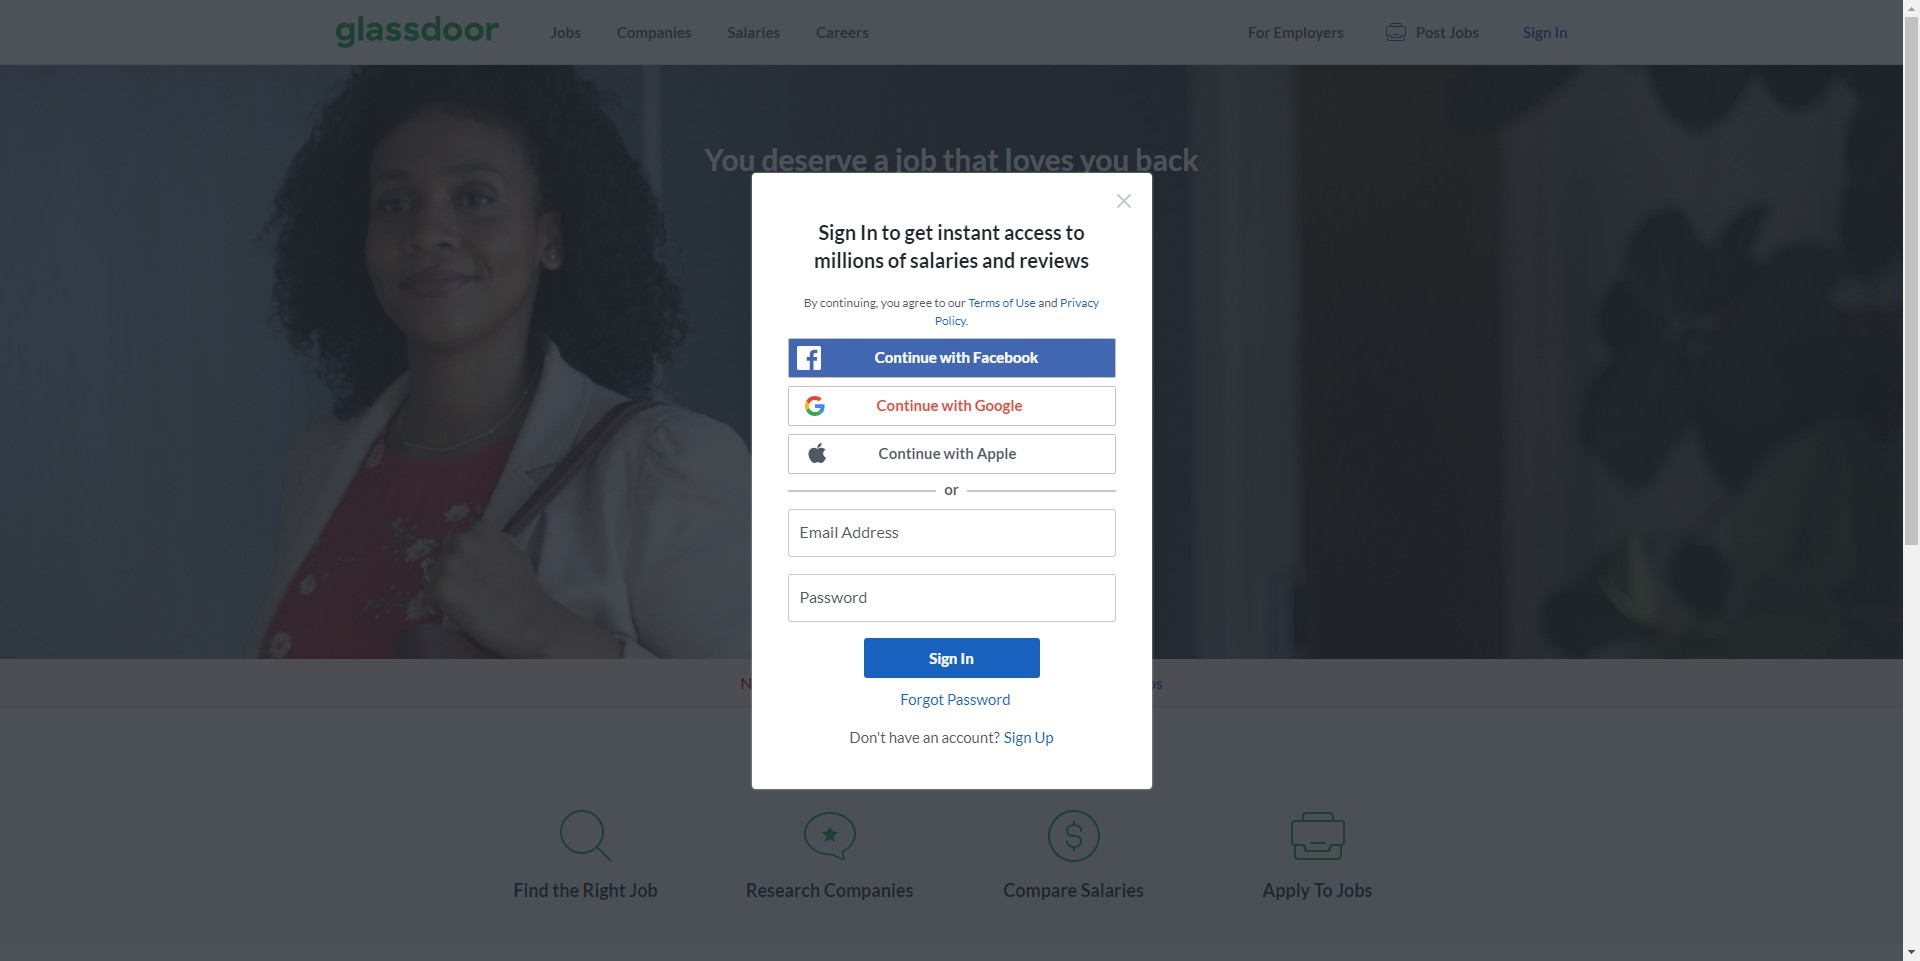 glassdoor
Jobs
Companies
Salaries
Careers
For Employers
Post Jobs
Sign In
You deserve a job that loves you back
Sign In to get instant access to
millions of salaries and reviews
By continuing, you agree to our Terms of Use and Privacy
Policy.
Continue with Facebook
Continue with Google
Continue with Apple
or
Email Address
Password
Sign In
Forgot Password
Don't have an account? Sign Up
Find the Right Job
Research Companies
Compare Salaries
Apply To Jobs